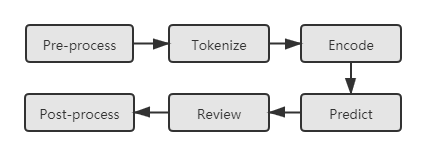 Pre-process
Tokenize
Encode
Predict
Review
Post-process